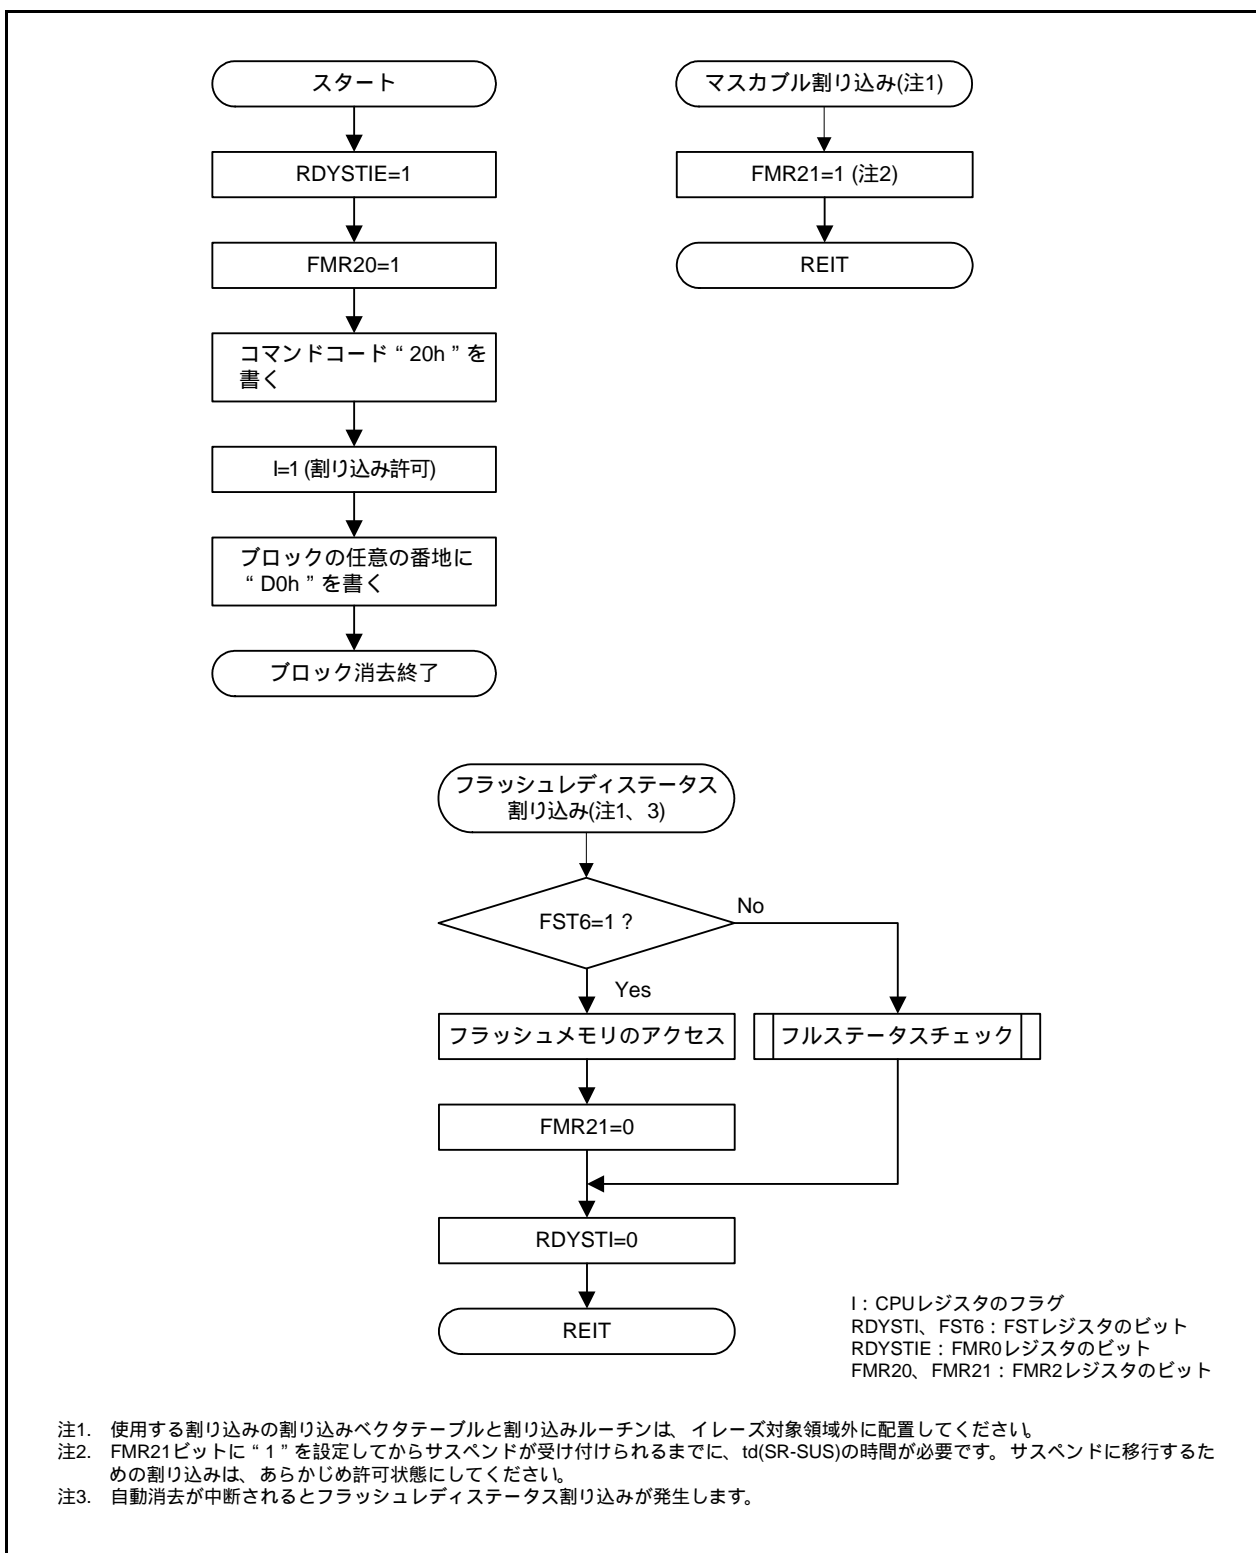 スタート
RDYSTIE=1
FMR20=1
コマンドコード“20h”を
書く
I=1 (割り込み許可)
ブロックの任意の番地に
“D0h”を書く
ブロック消去終了
マスカブル割り込み(注1)
FMR21=1 (注2)
REIT
フラッシュレディステータス
割り込み(注1、3)
FST6=1 ?
No
Yes
フラッシュメモリのアクセス
フルステータスチェック
FMR21=0
RDYSTI=0
REIT
I : CPUレジスタのフラグ
RDYSTI、FST6 : FSTレジスタのビット
RDYSTIE : FMR0レジスタのビット
FMR20、FMR21 : FMR2レジスタのビット
注1. 使用する割り込みの割り込みベクタテーブルと割り込みルーチンは、イレーズ対象領域外に配置してください。
注2. FMR21ビットに“1”を設定してからサスペンドが受け付けられるまでに、td(SR-SUS)の時間が必要です。サスペンドに移行するた
めの割り込みは、あらかじめ許可状態にしてください。
注3. 自動消去が中断されるとフラッシュレディステータス割り込みが発生します。